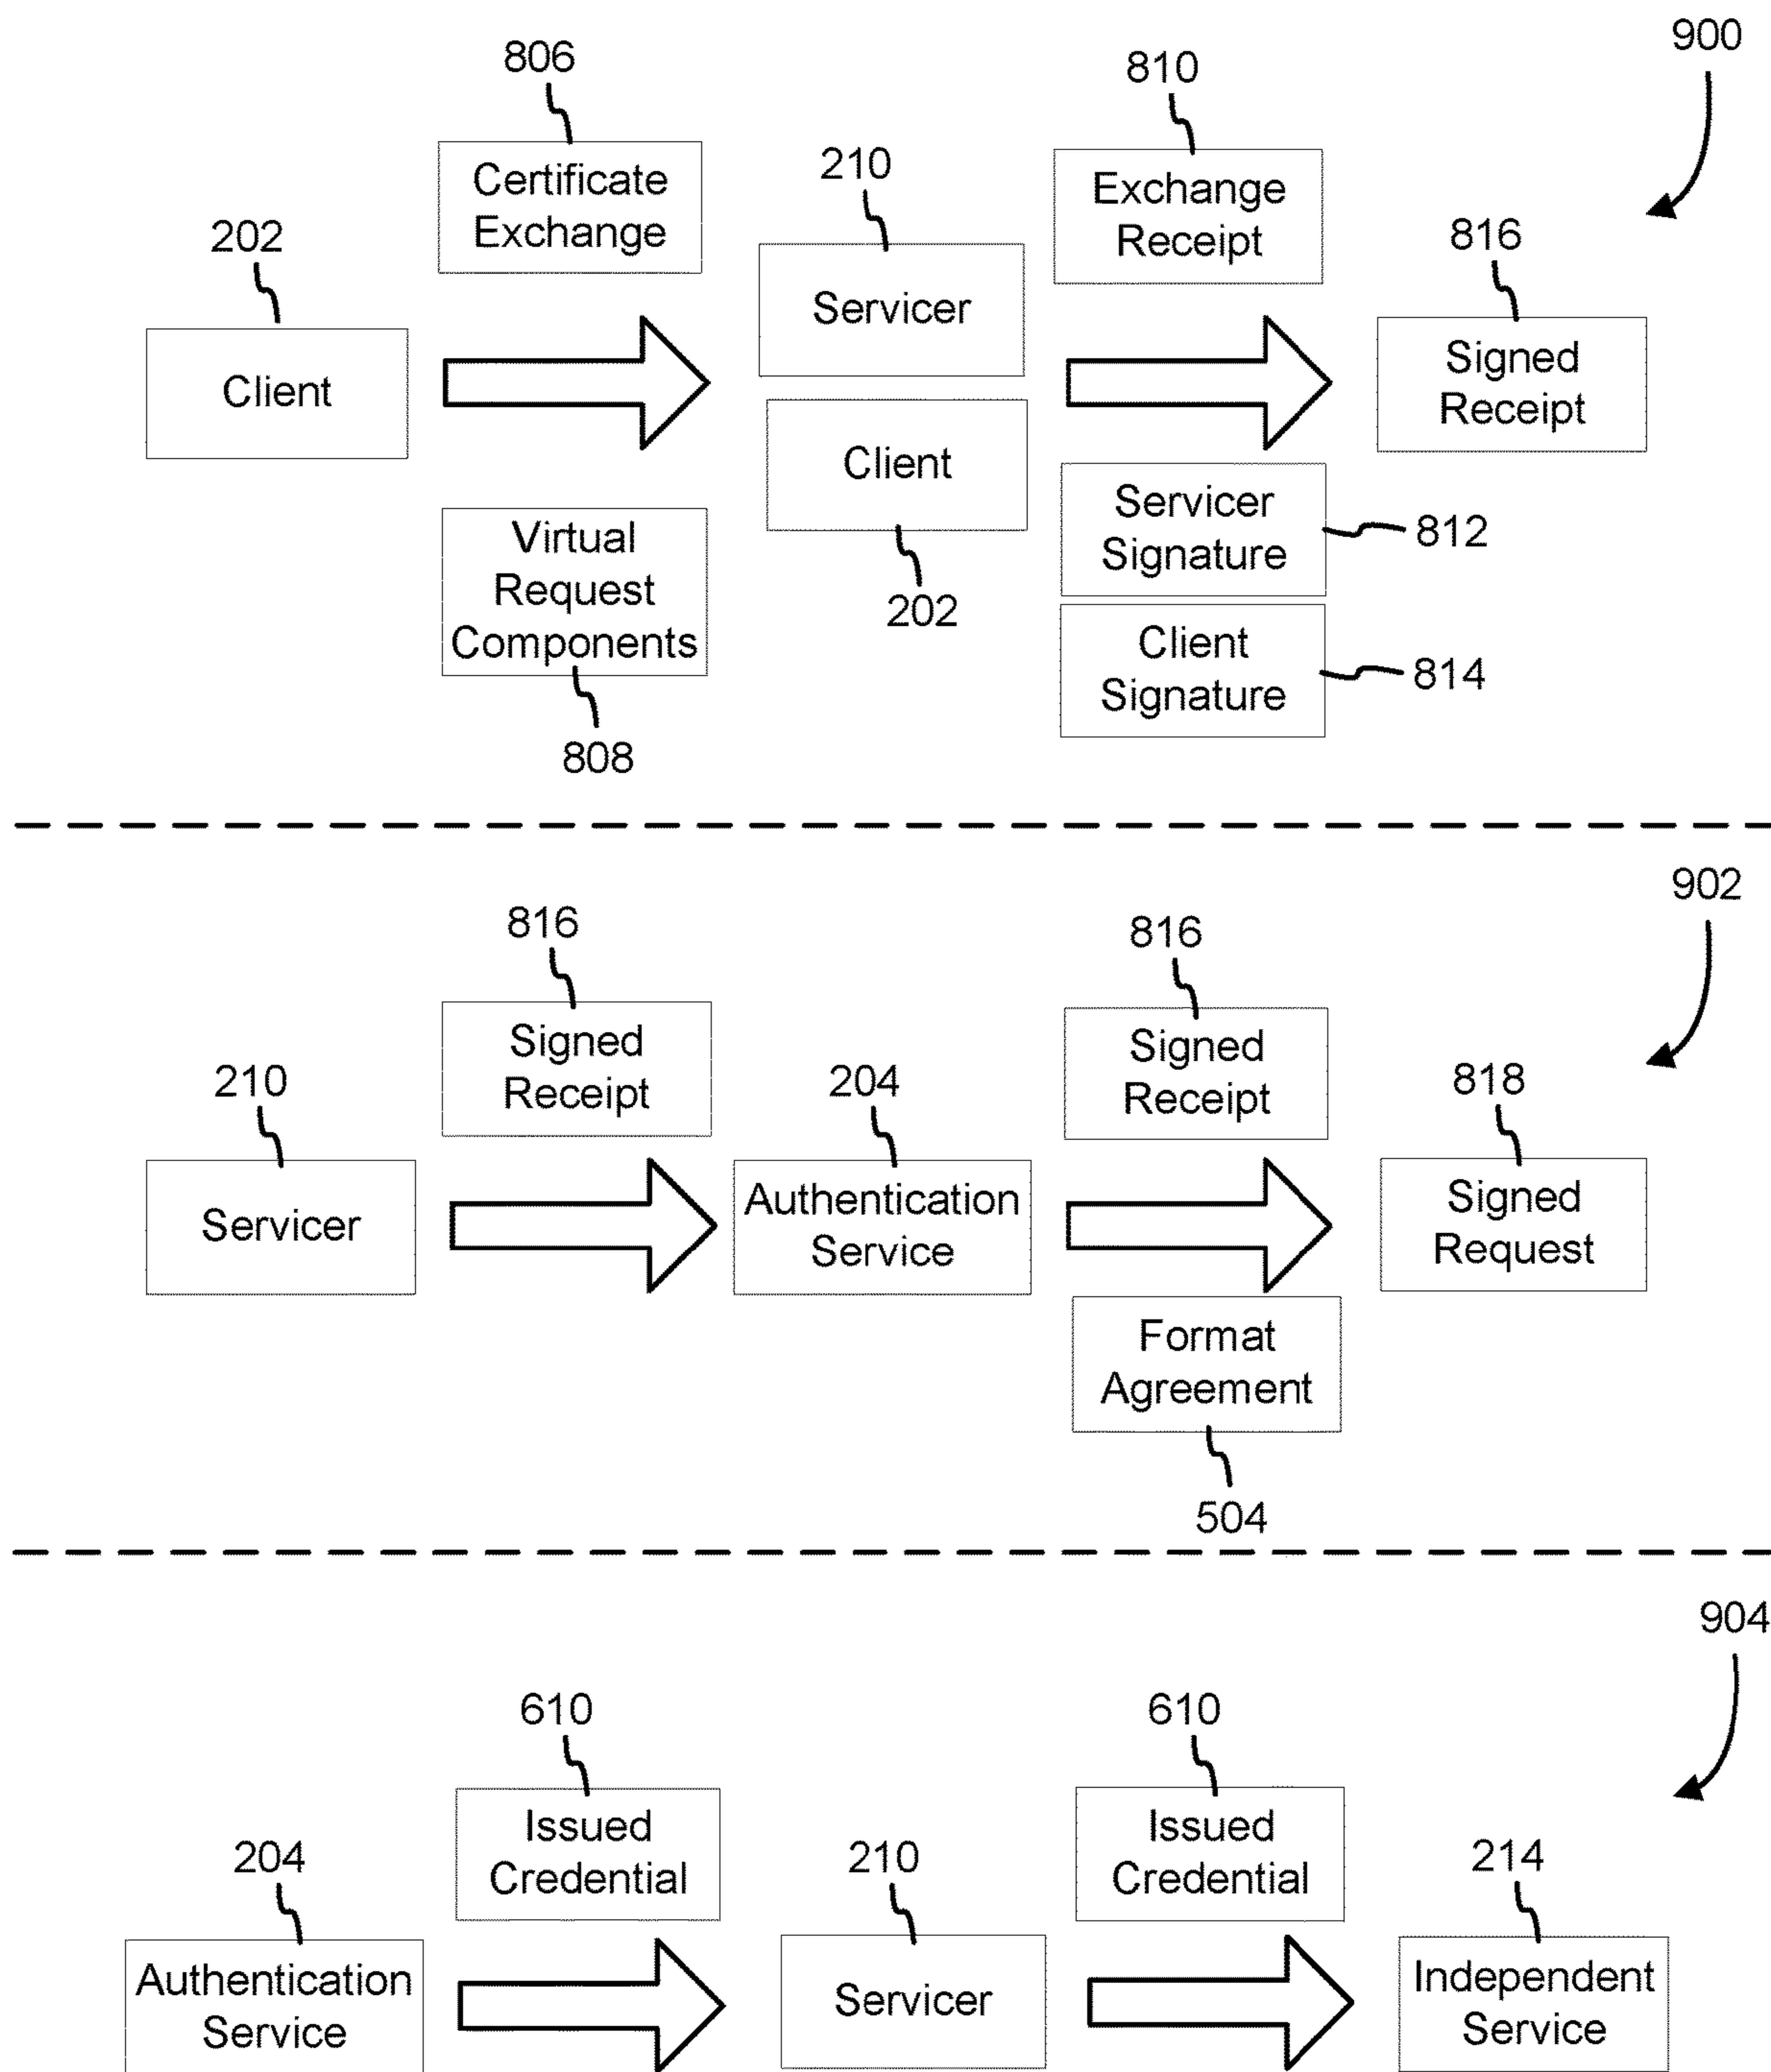 900
806
Certificate
Exchange
810
Exchange
Receipt
210
Servicer
202
Client
816
Signed
Receipt
Client
202
Virtual
Request
Components
808
Servicer
Signature
812
Client
Signature
814
902
816
Signed
Receipt
816
Signed
Receipt
210
Servicer
204
Authentication
Service
818
Signed
Request
Format
Agreement
504
904
610
Issued
Credential
610
Issued
Credential
204
Authentication
Service
210
Servicer
214
Independent
Service